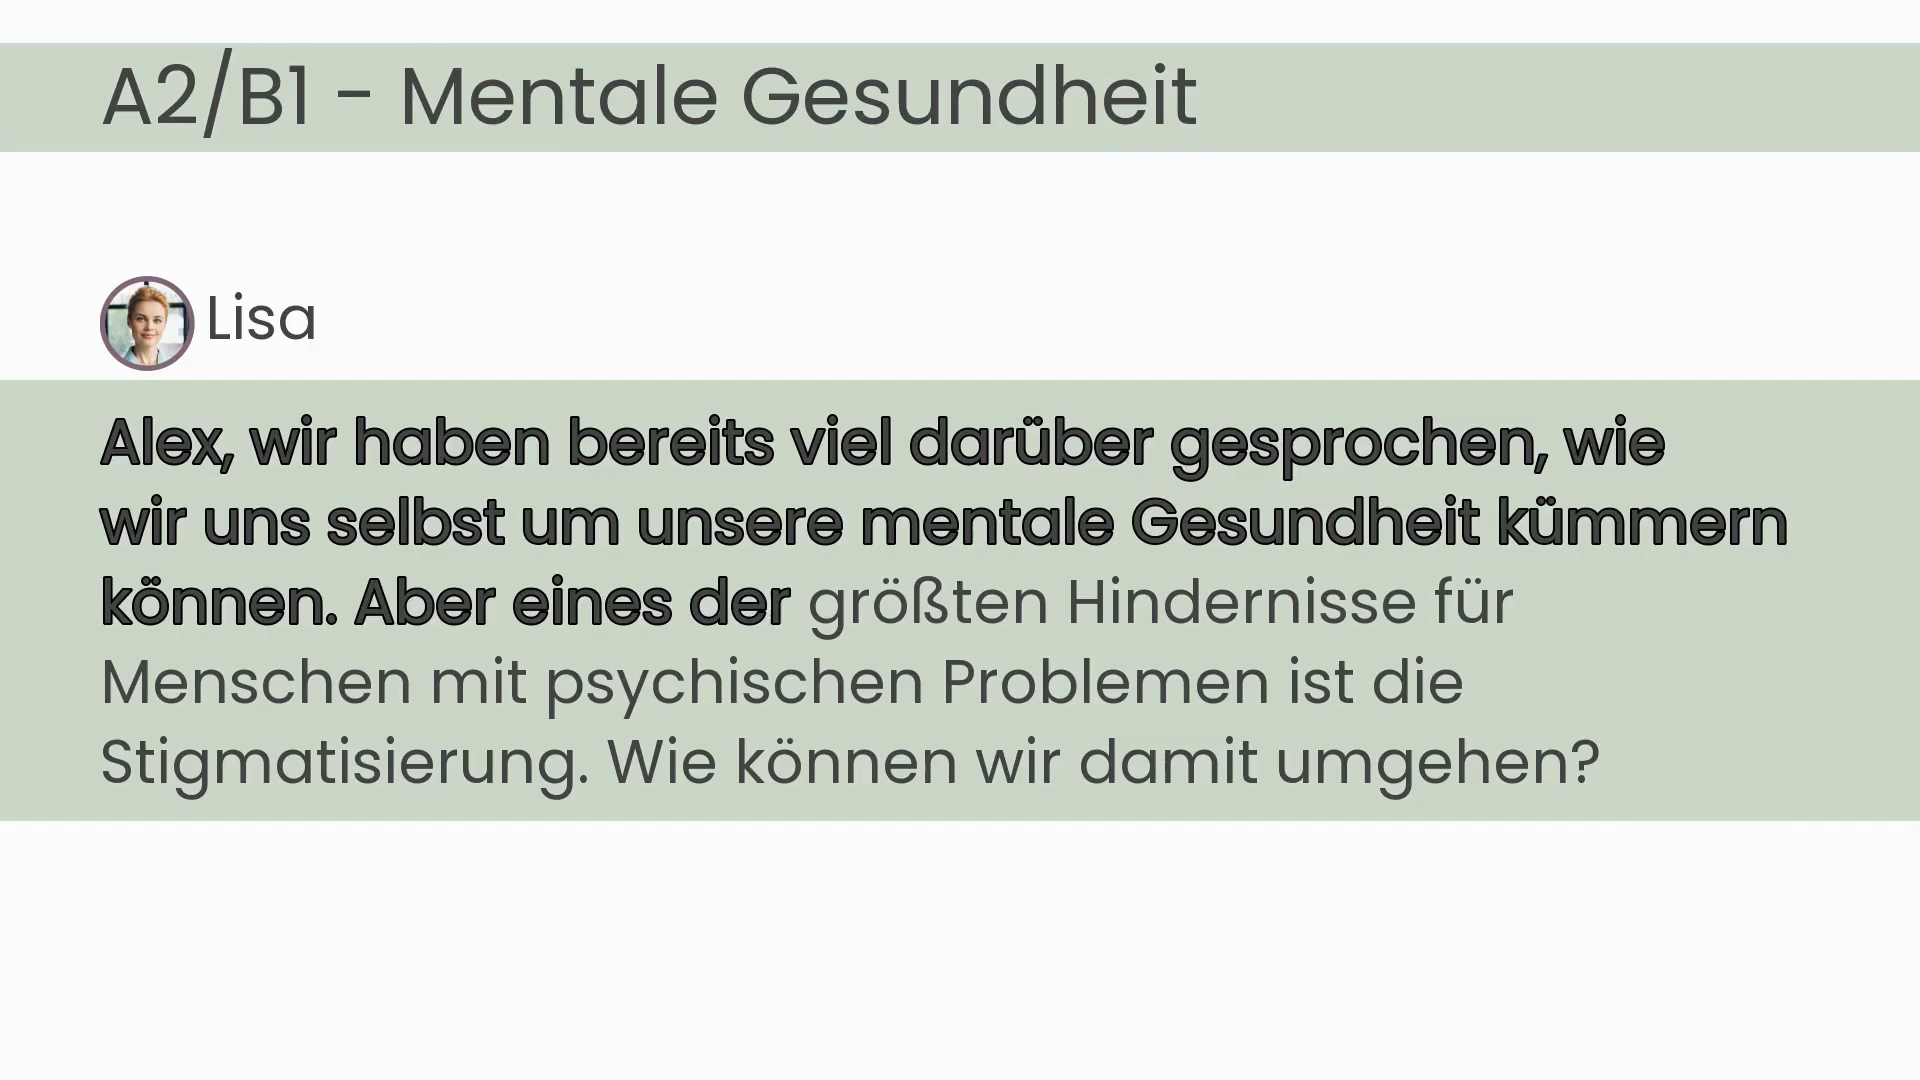 A2/B1 - Mentale Gesundheit
Lisa
Alex, wir haben bereits viel darüber gesprochen, wie
wir uns selbst um unsere mentale Gesundheit kümmern
können. Aber eines der größten Hindernisse für
Menschen mit psychischen Problemen ist die
Stigmatisierung. Wie können wir damit umgehen?